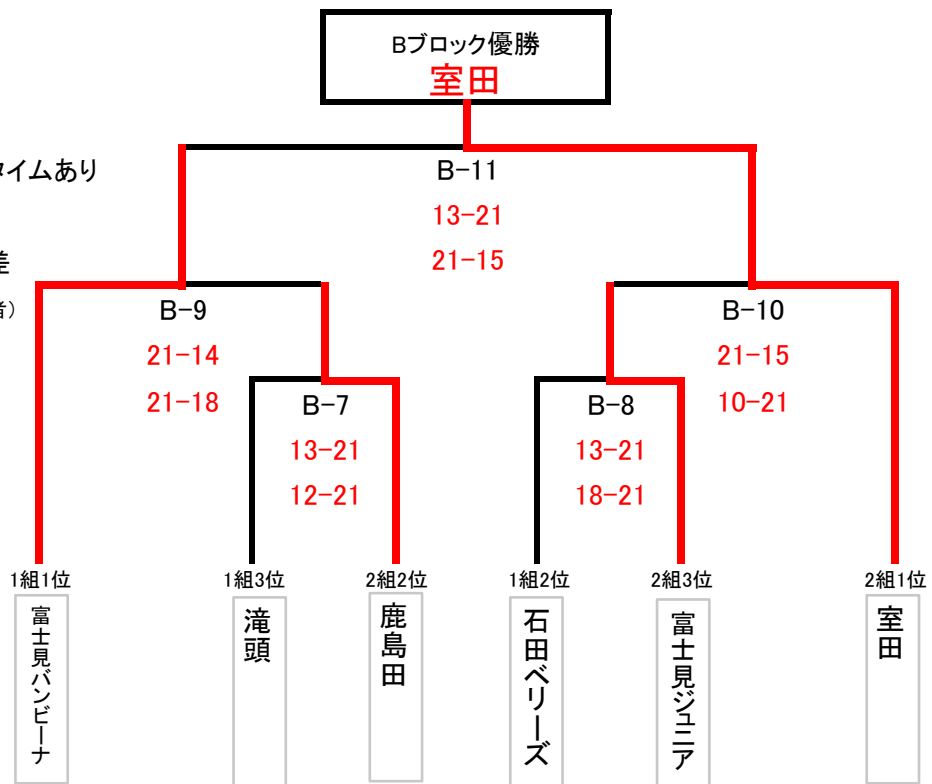 Bブロック優勝
室田
タイムあり
B-11
13-21
21-15
差
者）
B-9
21-14
21-18
B-10
21-15
10-21
B-7
13-21
12-21
B-8
13-21
18-21
1組1位
1組3位
2組2位
1組2位
2組3位
2組1位
富士見バンビーナ
滝頭
鹿島田
石田ベリーズ
富士見ジュニア
室田